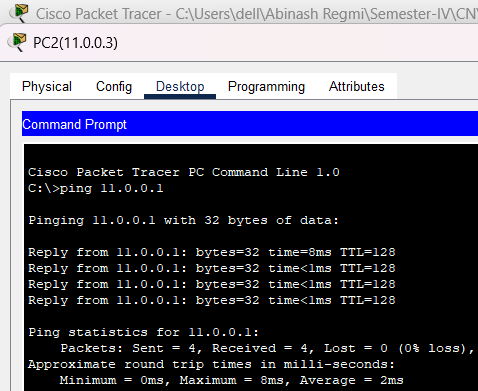 Cisco Packet Tracer - C:\Users\dell\Abinash Regmi\Semester-IV\CN\
PC2(11.0.0.3)
Physical Config Desktop Programming Attributes
Command Prompt
Cisco Packet Tracer PC Command Line 1.0
C:\>ping 11.0.0.1
Pinging 11.0.0.1 with 32 bytes of data:
Reply from 11.0.0.1: bytes=32 time=8ms TTL=128
Reply from 11.0.0.1: bytes=32 time<1ms TTL=128
Reply from 11.0.0.1: bytes=32 time<1ms TTL=128
Reply from 11.0.0.1: bytes=32 time<1ms TTL=128
Ping statistics for 11.0.0.1:
Packets: Sent = 4, Received = 4, Lost = 0 (0% loss),
Approximate round trip times in milli-seconds:
Minimum = 0ms, Maximum = 8ms, Average = 2ms